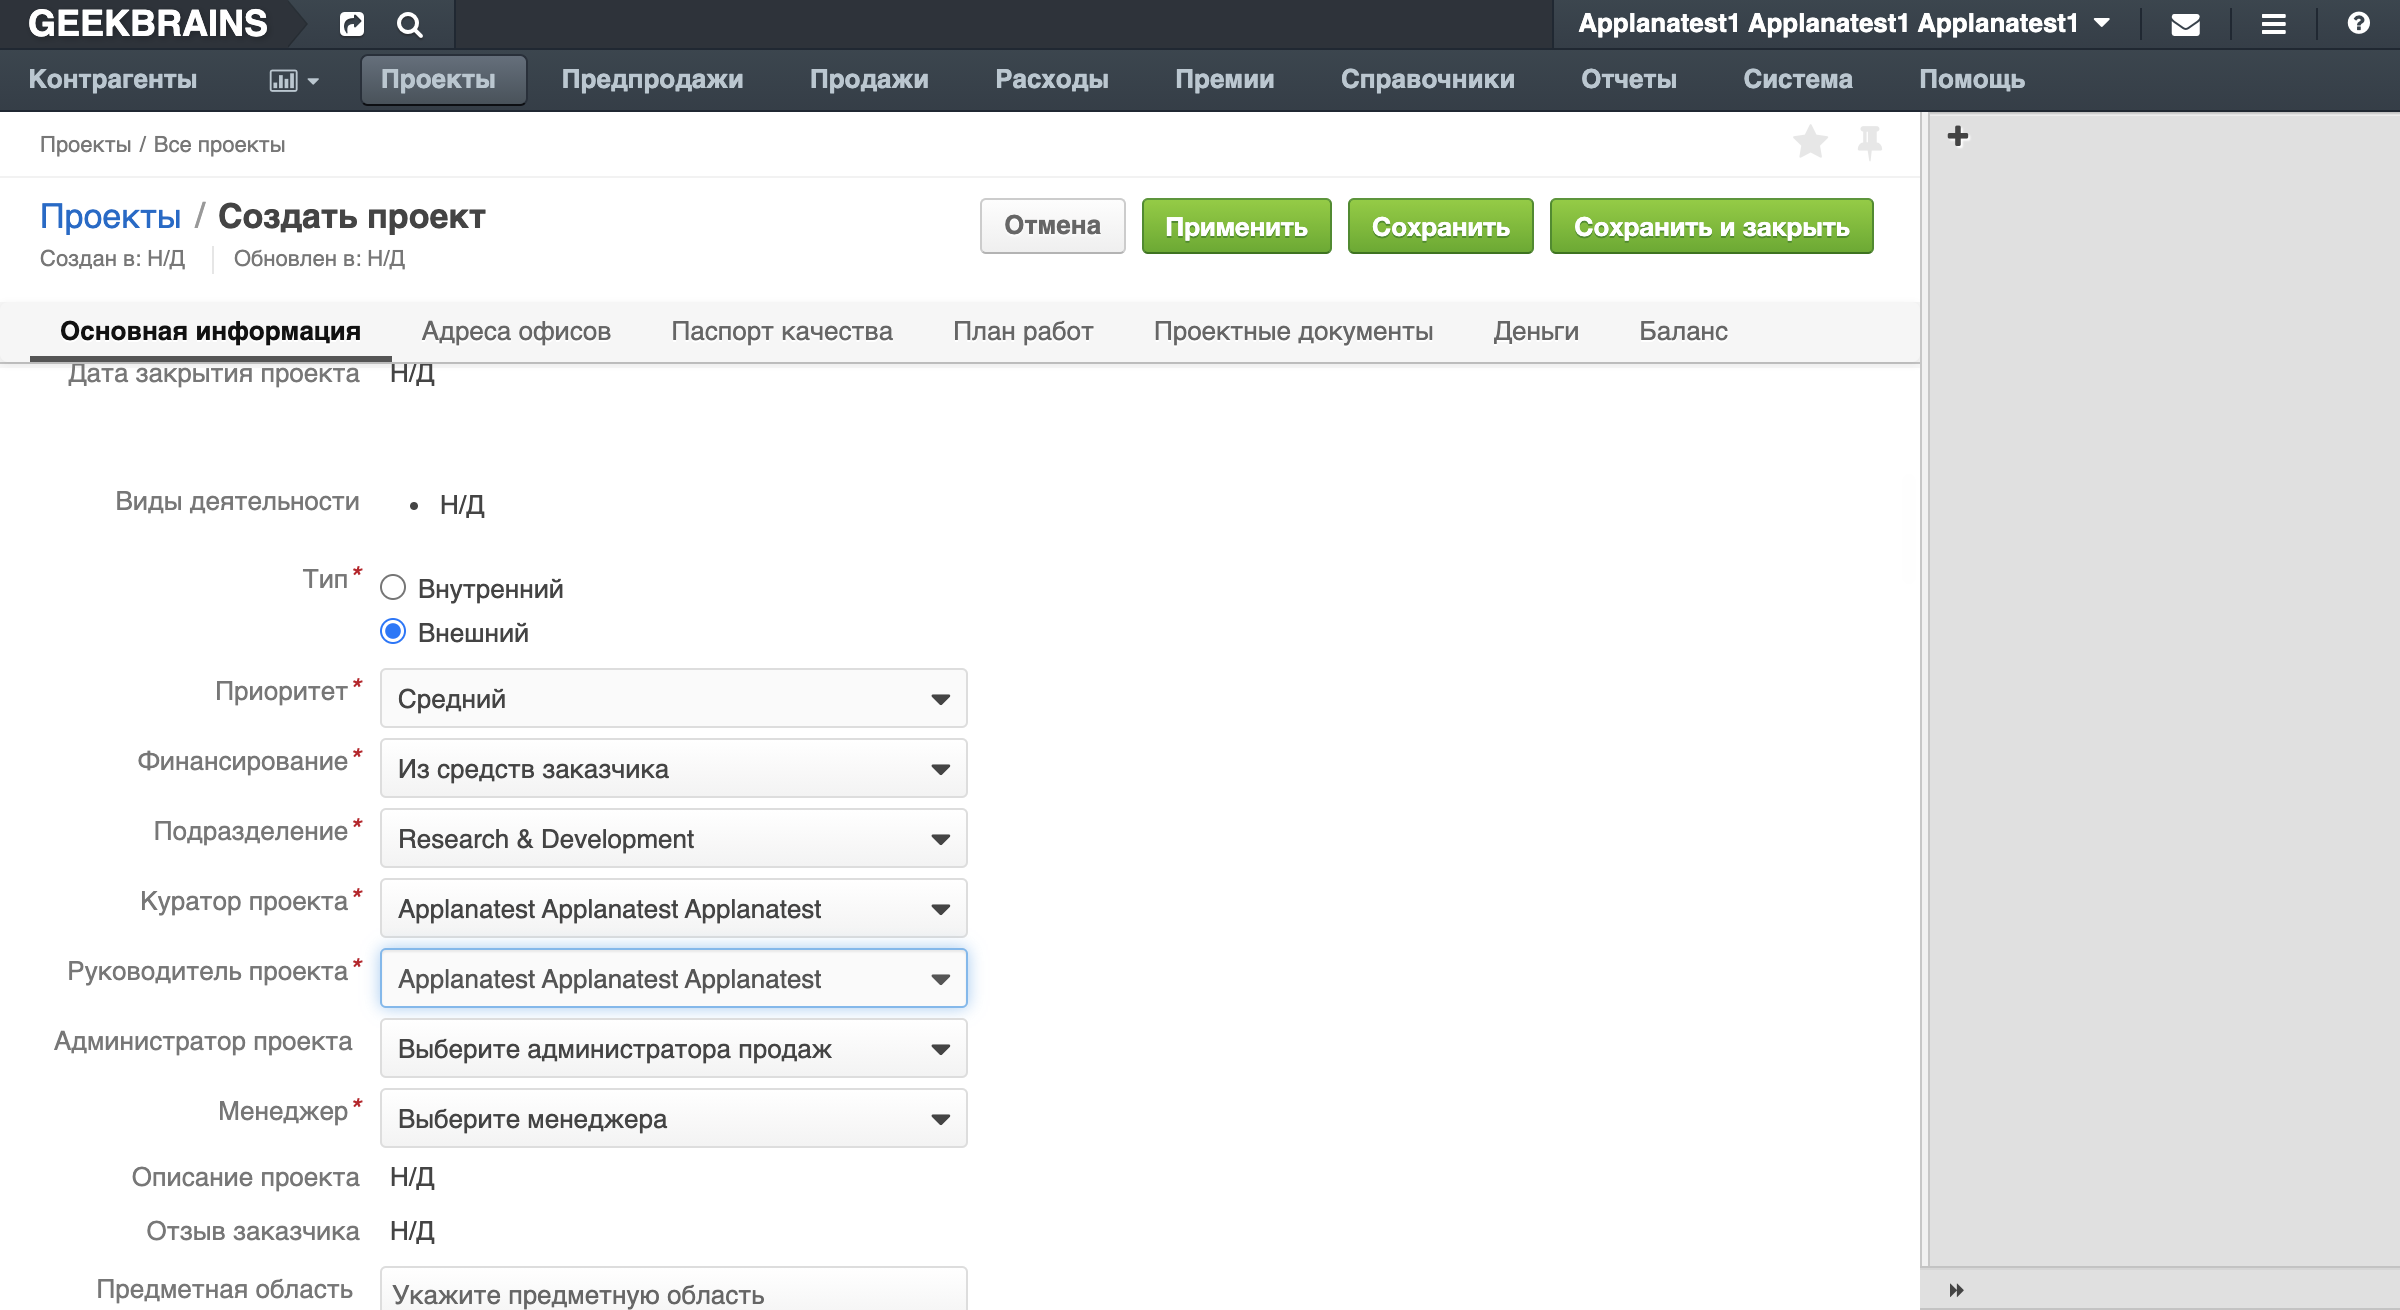 GEEKBRAINS
Applanatest1 Applanatest1 Applanatest1
Контрагенты Проекты Предпродажи Продажи Расходы Премии Справочники Отчеты Система Помощь
Проекты / Все проекты
Проекты / Создать проект
Отмена Применить Сохранить Сохранить и закрыть
Создан в: Н/Д Обновлен в: Н/Д
Основная информация Адреса офисов Паспорт качества План работ Проектные документы Деньги Баланс
Дата закрытия проекта Н/Д
Виды деятельности • Н/Д
Тип* Внутренний
Внешний
Приоритет* Средний
Финансирование* Из средств заказчика
Подразделение* Research & Development
Куратор проекта* Applanatest Applanatest Applanatest
Руководитель проекта* Applanatest Applanatest Applanatest
Администратор проекта Выберите администратора продаж
Менеджер* Выберите менеджера
Описание проекта Н/Д
Отзыв заказчика Н/Д
Предметная область Укажите предметную область